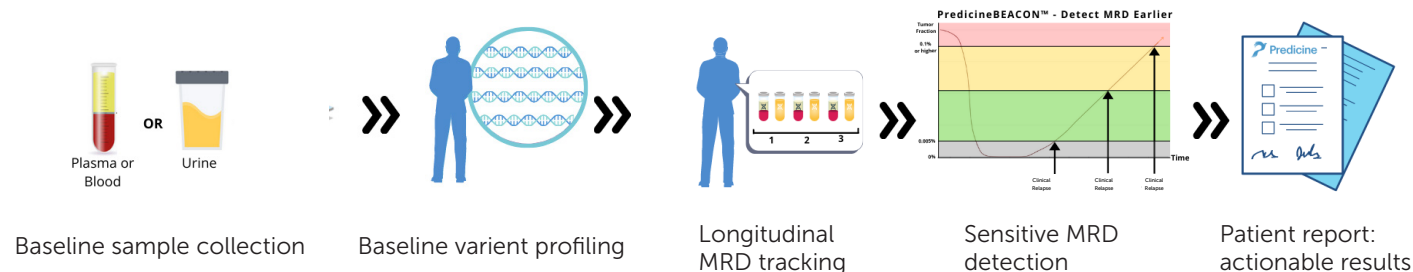 PredicineBEACON™ - Detect MRD Earlier
Tumor
Fraction
0.1%
or higher
0.005%
0%
Time
Clinical
Relapse
Clinical
Relapse
Clinical
Relapse
OR
Plasma or
Blood
Urine
1 2 3
Predicine
Baseline sample collection
Baseline varient profiling
Longitudinal
MRD tracking
Sensitive MRD
detection
Patient report:
actionable results